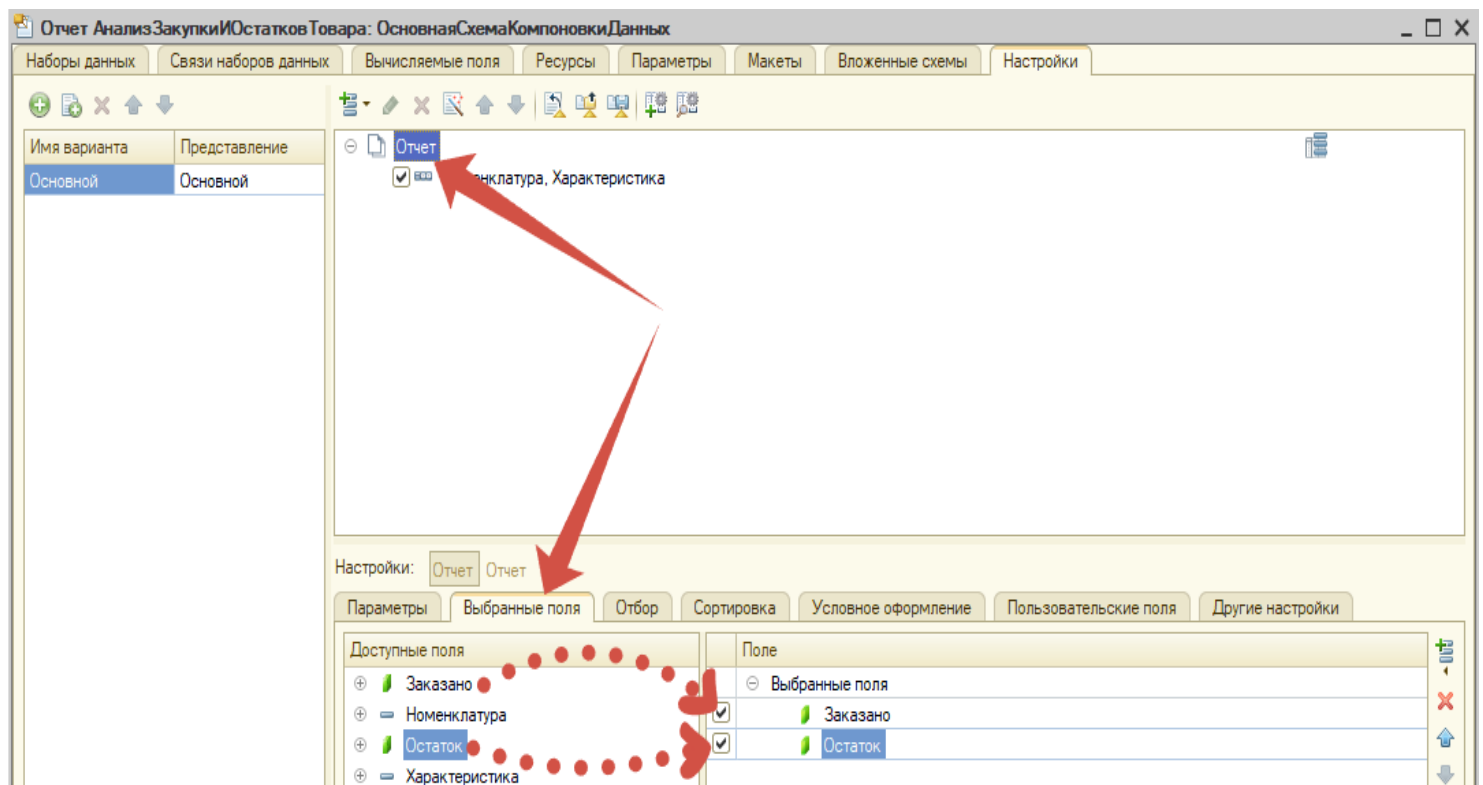 Отчет АнализЗакупкиИОстатковТовара: ОсновнаяСхемаКомпоновкиДанных
Наборы данных Связи наборов данных Вычисляемые поля Ресурсы Параметры Макеты Вложенные схемы Настройки
Имя варианта Представление
Отчет
Основной Основной
Характеристика
Настройки: Отчет Отчет
Параметры Выбранные поля Отбор Сортировка Условное оформление Пользовательские поля Другие настройки
Доступные поля Поле
Заказано Выбранные поля
Номенклатура Заказано
Остаток Остаток
Характеристика